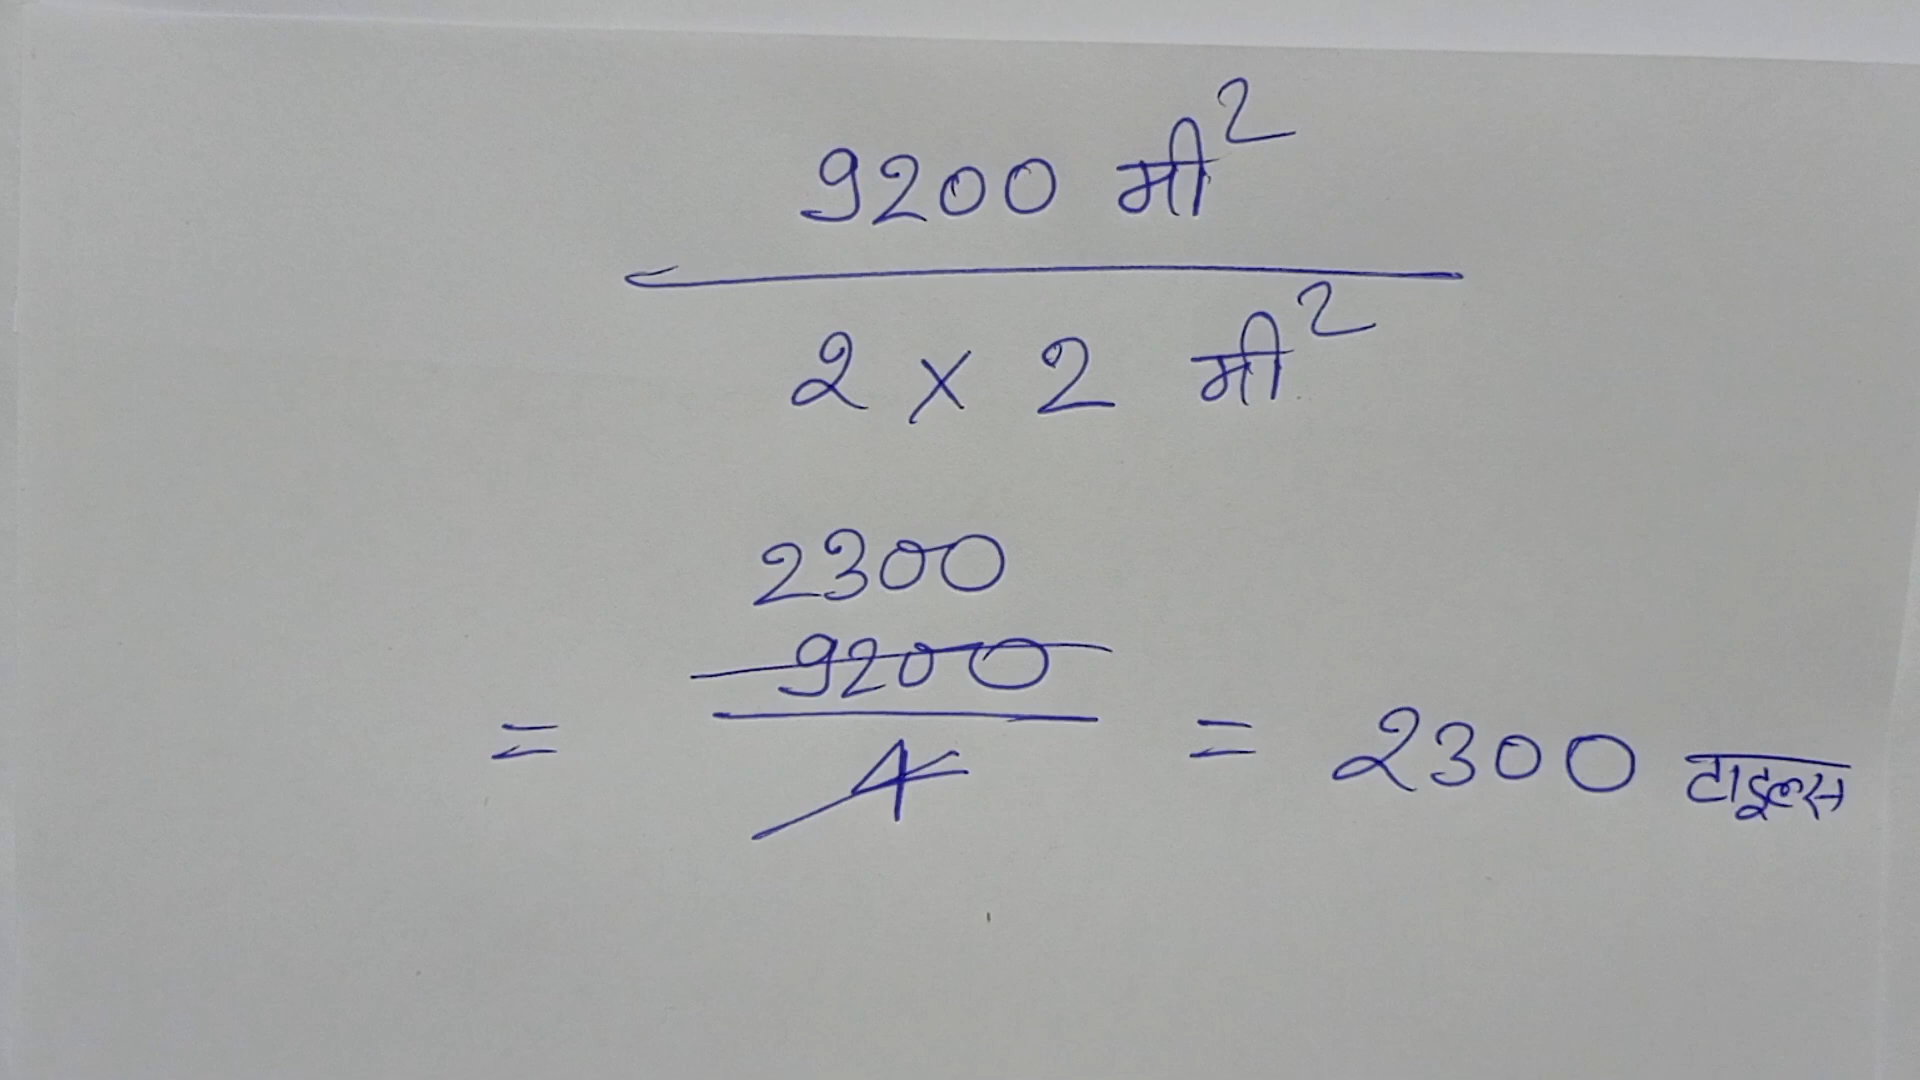 9200 मी²
2 × 2 मी²
2300
= 9200 / 4 = 2300 टाइल्स